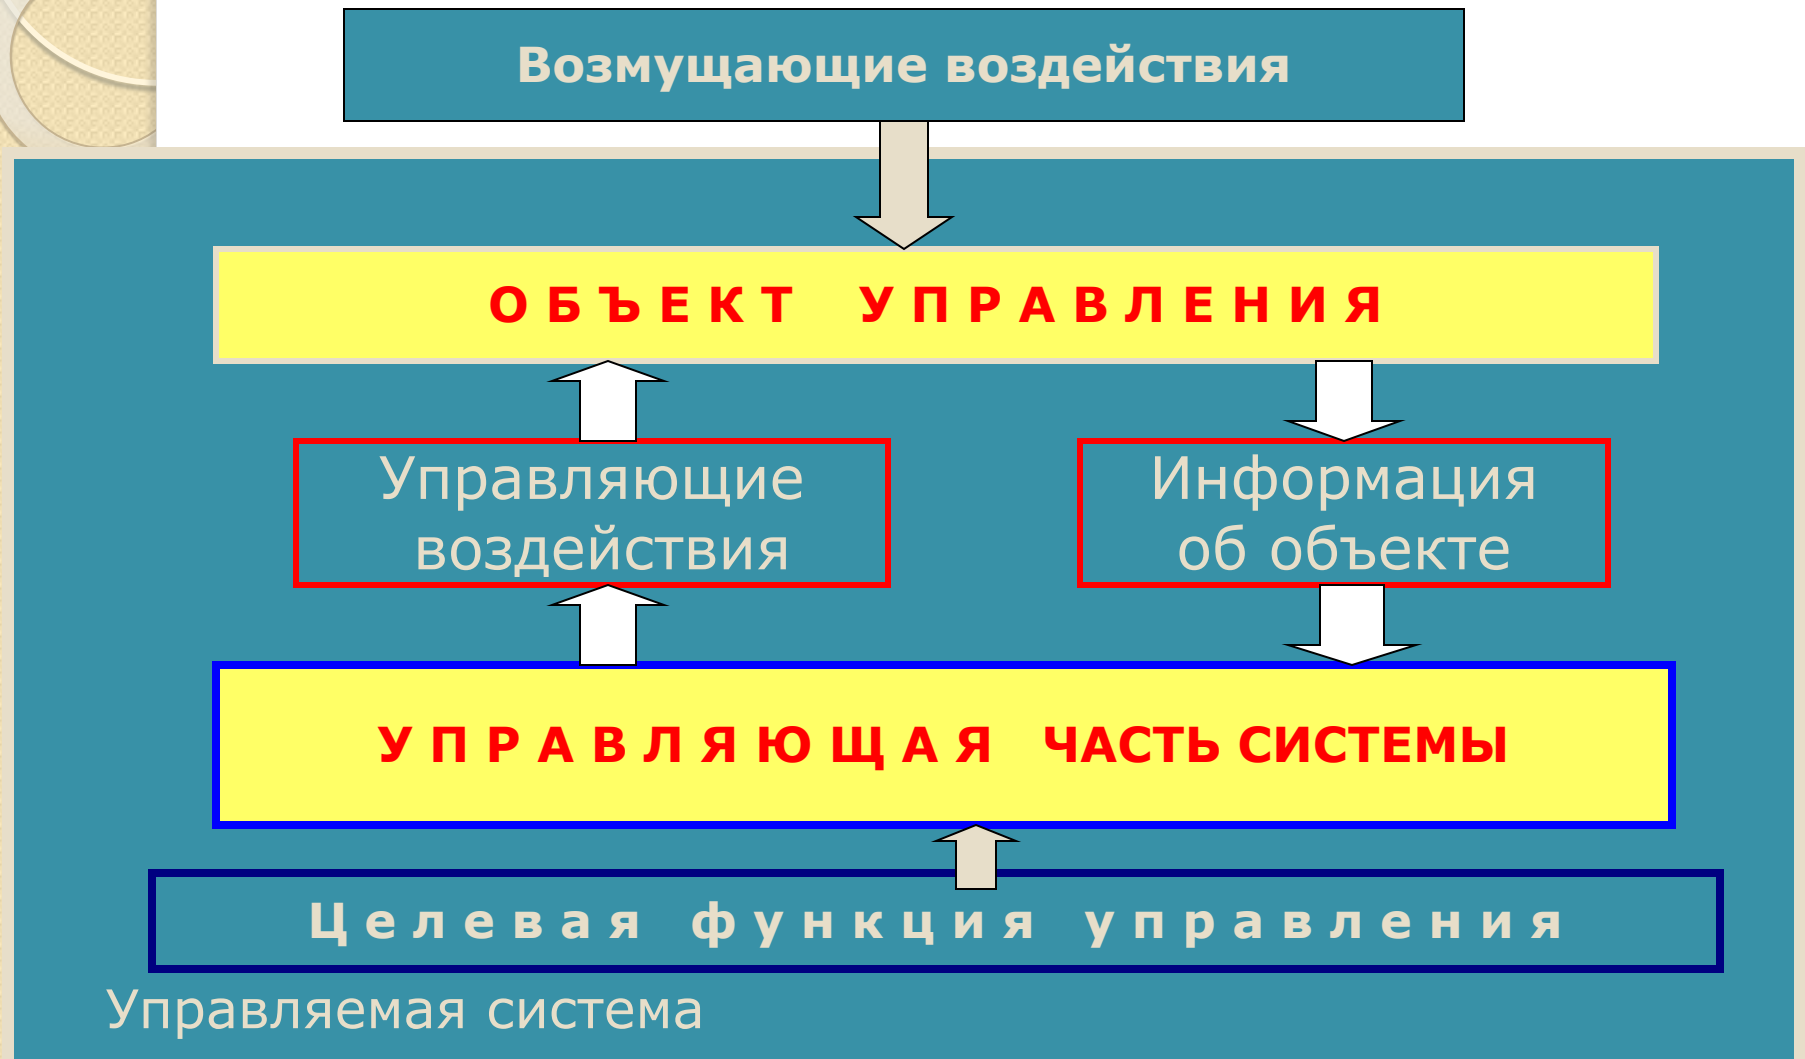 Возмущающие воздействия
О Б Ъ Е К Т У П Р А В Л Е Н И Я
Управляющие
воздействия
Информация
об объекте
У П Р А В Л Я Ю Щ А Я ЧАСТЬ СИСТЕМЫ
Ц е л е в а я ф у н к ц и я у п р а в л е н и я
Управляемая система